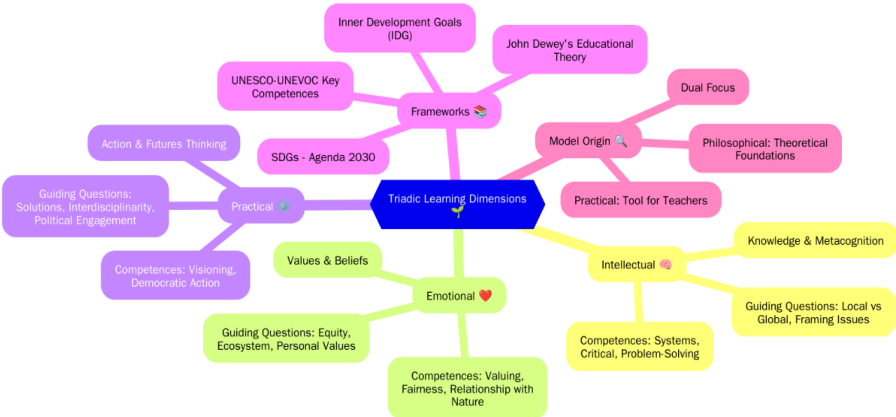 Triadic Learning Dimensions
🌱
Frameworks 📚
Inner Development Goals
(IDG)
John Dewey's Educational
Theory
UNESCO-UNEVOC Key
Competences
SDGs - Agenda 2030
Model Origin 🔍
Dual Focus
Philosophical: Theoretical
Foundations
Practical: Tool for Teachers
Intellectual 🧠
Knowledge & Metacognition
Guiding Questions: Local vs
Global, Framing Issues
Competences: Systems,
Critical, Problem-Solving
Emotional ❤️
Values & Beliefs
Guiding Questions: Equity,
Ecosystem, Personal Values
Competences: Valuing,
Fairness, Relationship with
Nature
Practical ⚙️
Action & Futures Thinking
Guiding Questions:
Solutions, Interdisciplinarity,
Political Engagement
Competences: Visioning,
Democratic Action